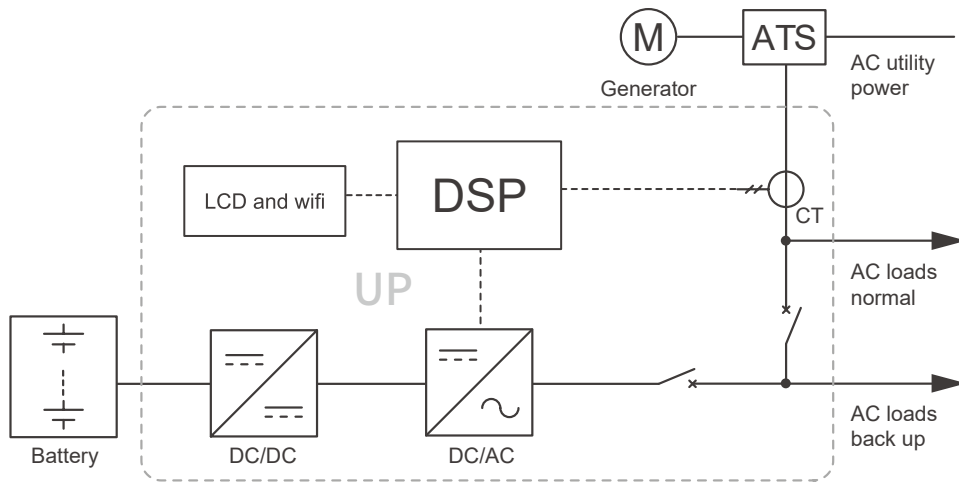 M
ATS
Generator
AC utility
power
LCD and wifi
DSP
CT
AC loads
normal
UP
Battery
DC/DC
DC/AC
AC loads
back up